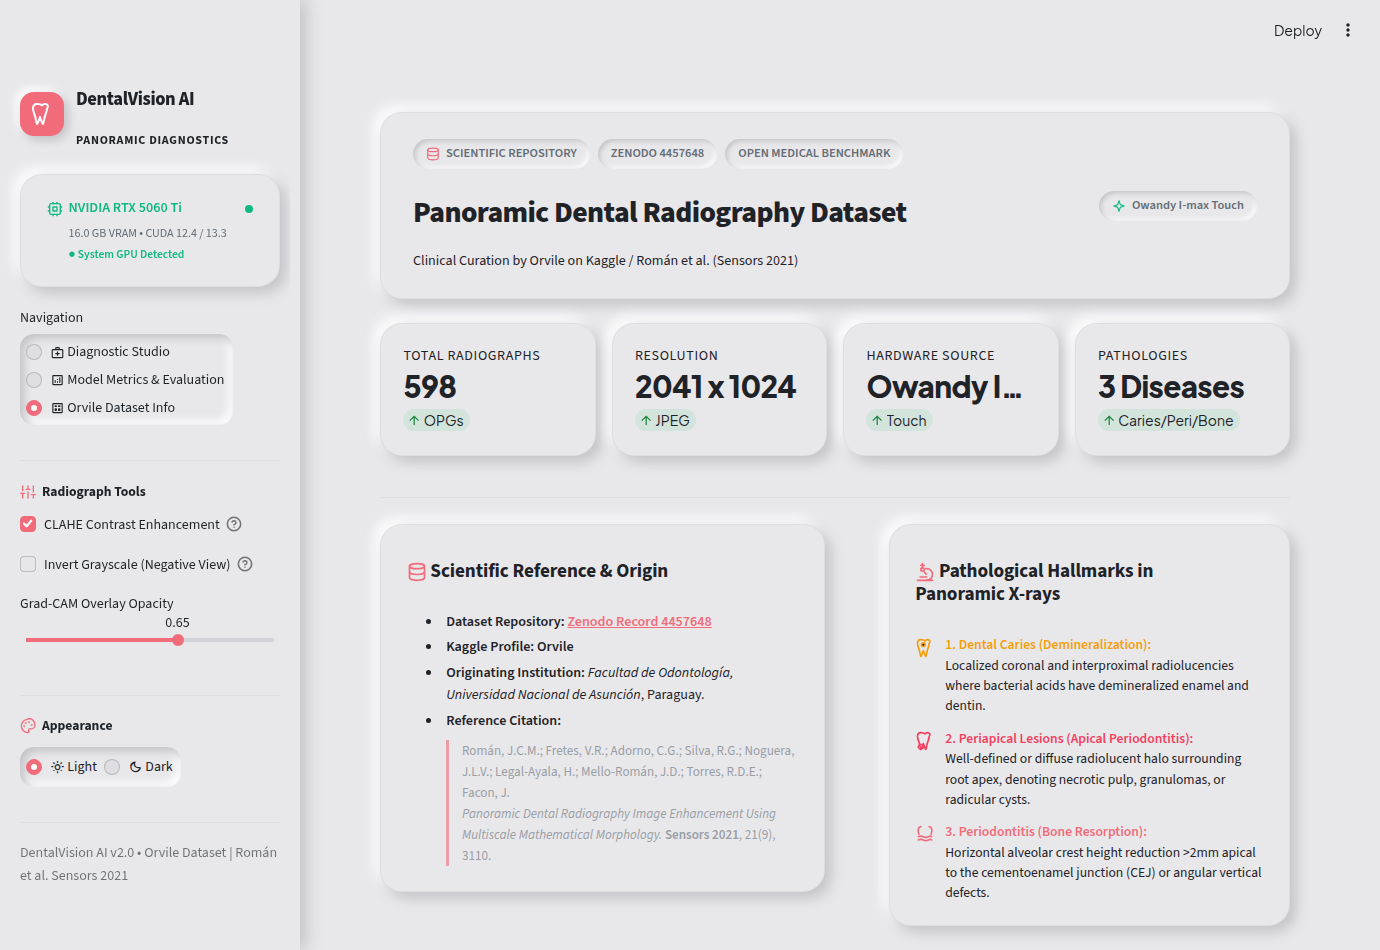 Deploy
DentalVision AI
PANORAMIC DIAGNOSTICS
NVIDIA RTX 5060 Ti
16.0 GB VRAM • CUDA 12.4 / 13.3
● System GPU Detected
Navigation
Diagnostic Studio
Model Metrics & Evaluation
Orvile Dataset Info
Radiograph Tools
CLAHE Contrast Enhancement
Invert Grayscale (Negative View)
Grad-CAM Overlay Opacity
0.65
Appearance
Light Dark
DentalVision AI v2.0 • Orvile Dataset | Román
et al. Sensors 2021
SCIENTIFIC REPOSITORY
ZENODO 4457648
OPEN MEDICAL BENCHMARK
Panoramic Dental Radiography Dataset
Owandy I-max Touch
Clinical Curation by Orvile on Kaggle / Román et al. (Sensors 2021)
TOTAL RADIOGRAPHS
598
↑ OPGs
RESOLUTION
2041 x 1024
↑ JPEG
HARDWARE SOURCE
Owandy I...
↑ Touch
PATHOLOGIES
3 Diseases
↑ Caries/Peri/Bone
Scientific Reference & Origin
• Dataset Repository: Zenodo Record 4457648
• Kaggle Profile: Orvile
• Originating Institution: Facultad de Odontología,
Universidad Nacional de Asunción, Paraguay.
• Reference Citation:
Román, J.C.M.; Fretes, V.R.; Adorno, C.G.; Silva, R.G.; Noguera,
J.L.V.; Legal-Ayala, H.; Mello-Román, J.D.; Torres, R.D.E.;
Facon, J.
Panoramic Dental Radiography Image Enhancement Using
Multiscale Mathematical Morphology. Sensors 2021, 21(9),
3110.
Pathological Hallmarks in
Panoramic X-rays
1. Dental Caries (Demineralization):
Localized coronal and interproximal radiolucencies
where bacterial acids have demineralized enamel and
dentin.
2. Periapical Lesions (Apical Periodontitis):
Well-defined or diffuse radiolucent halo surrounding
root apex, denoting necrotic pulp, granulomas, or
radicular cysts.
3. Periodontitis (Bone Resorption):
Horizontal alveolar crest height reduction >2mm apical
to the cementoenamel junction (CEJ) or angular vertical
defects.